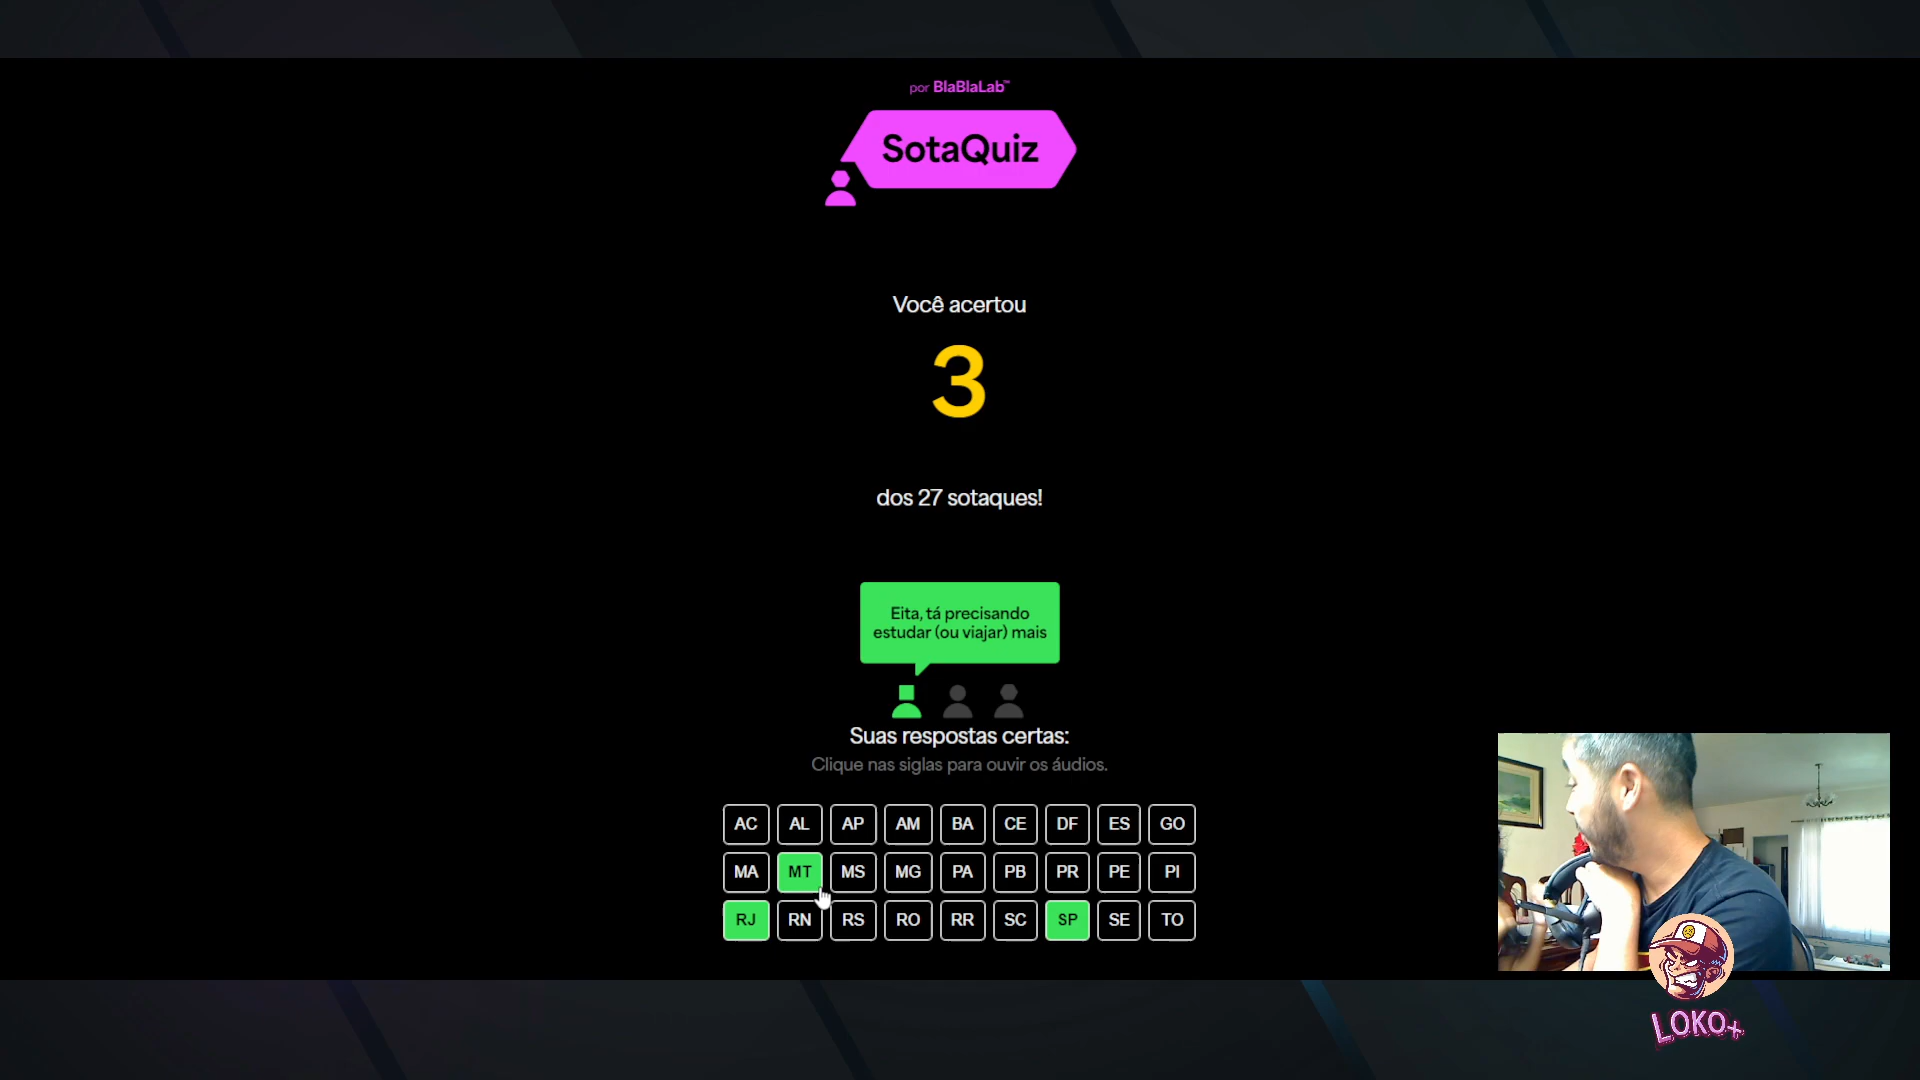 por BlaBlaLab™
SotaQuiz
Você acertou
3
dos 27 sotaques!
Eita, tá precisando
estudar (ou viajar) mais
Suas respostas certas:
Clique nas siglas para ouvir os áudios.
AC AL AP AM BA CE DF ES GO
MA MT MS MG PA PB PR PE PI
RJ RN RS RO RR SC SP SE TO
LOKO+